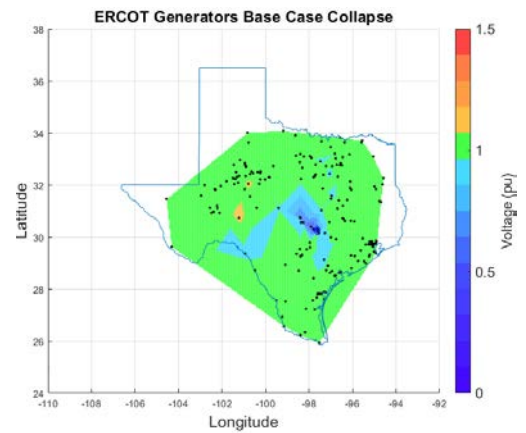 ERCOT Generators Base Case Collapse
38
36
34
32
30
28
26
24
Latitude
-110 -108 -106 -104 -102 -100 -98 -96 -94 -92
Longitude
1.5
1
0.5
0
Voltage {pu}